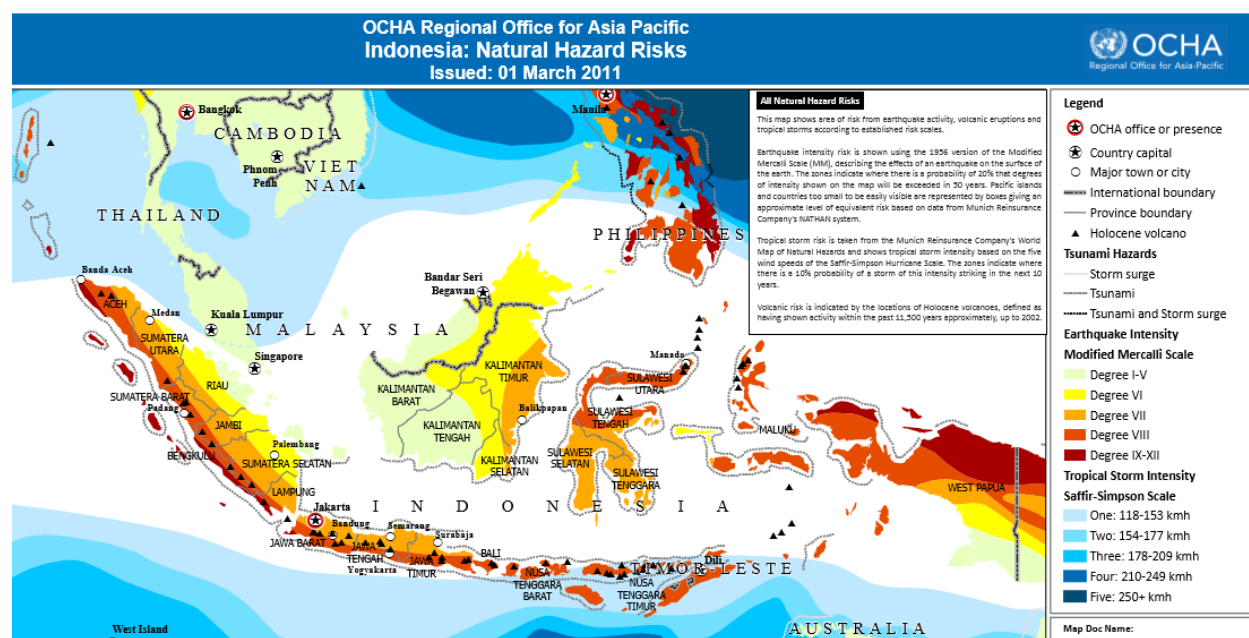 OCHA Regional Office for Asia Pacific
Indonesia: Natural Hazard Risks
Issued: 01 March 2011
OCHA
Regional Office for Asia-Pacific
All Natural Hazard Risks
This map shows area of risk from earthquake activity, volcanic eruptions and
tropical storms according to established risk scales.
Earthquake intensity risk is shown using the 1956 version of the Modified
Mercalli Scale (MM), describing the effects of an earthquake on the surface of
the earth. The zones indicate where there is a probability of 20% that degrees
of intensity shown on the map will be exceeded in 50 years. Pacific islands
and countries too small to be easily visible are represented by boxes giving an
approximate level of equivalent risk based on data from Munich Reinsurance
Company's NATHAN system.
Tropical storm risk is taken from the Munich Reinsurance Company's World
Map of Natural Hazards and shows tropical storm intensity based on the five
wind speeds of the Saffir-Simpson Hurricane Scale. The zones indicate where
there is a 10% probability of a storm of this intensity striking in the next 10
years.
Volcanic risk is indicated by the locations of Holocene volcanoes, defined as
having shown activity within the past 11,500 years approximately, up to 2002.
Legend
OCHA office or presence
Country capital
Major town or city
International boundary
Province boundary
Holocene volcano
Tsunami Hazards
Storm surge
Tsunami
Tsunami and Storm surge
Earthquake Intensity
Modified Mercalli Scale
Degree I-V
Degree VI
Degree VII
Degree VIII
Degree IX-XII
Tropical Storm Intensity
Saffir-Simpson Scale
One: 118-153 kmh
Two: 154-177 kmh
Three: 178-209 kmh
Four: 210-249 kmh
Five: 250+ kmh
Map Doc Name:
Bangkok
Manila
CAMBODIA
Phnom
Penh
VIET
NAM
THAILAND
PHILIPPINES
Banda Aceh
ACEH
Medan
Kuala Lumpur
Bandar Seri
Begawan
MALAYSIA
SUMATERA
UTARA
Singapore
RIAU
SUMATERA BARAT
Padang
JAMBI
BENGKULU
Palembang
SUMATERA SELATAN
LAMPUNG
KALIMANTAN
BARAT
KALIMANTAN
TIMUR
KALIMANTAN
TENGAH
Balikpapan
KALIMANTAN
SELATAN
Manado
SULAWESI
UTARA
SULAWESI
TENGAH
SULAWESI
SELATAN
SULAWESI
TENGGARA
MALUKU
WEST PAPUA
INDONESIA
Jakarta
Bandung
Semarang
Surabaja
JAWA BARAT
JAWA
TENGAH
Yogyakarta
JAWA
TIMUR
BALI
NUSA
TENGGARA
BARAT
NUSA
TENGGARA
TIMUR
Dili
TIMOR-LESTE
West Island
AUSTRALIA